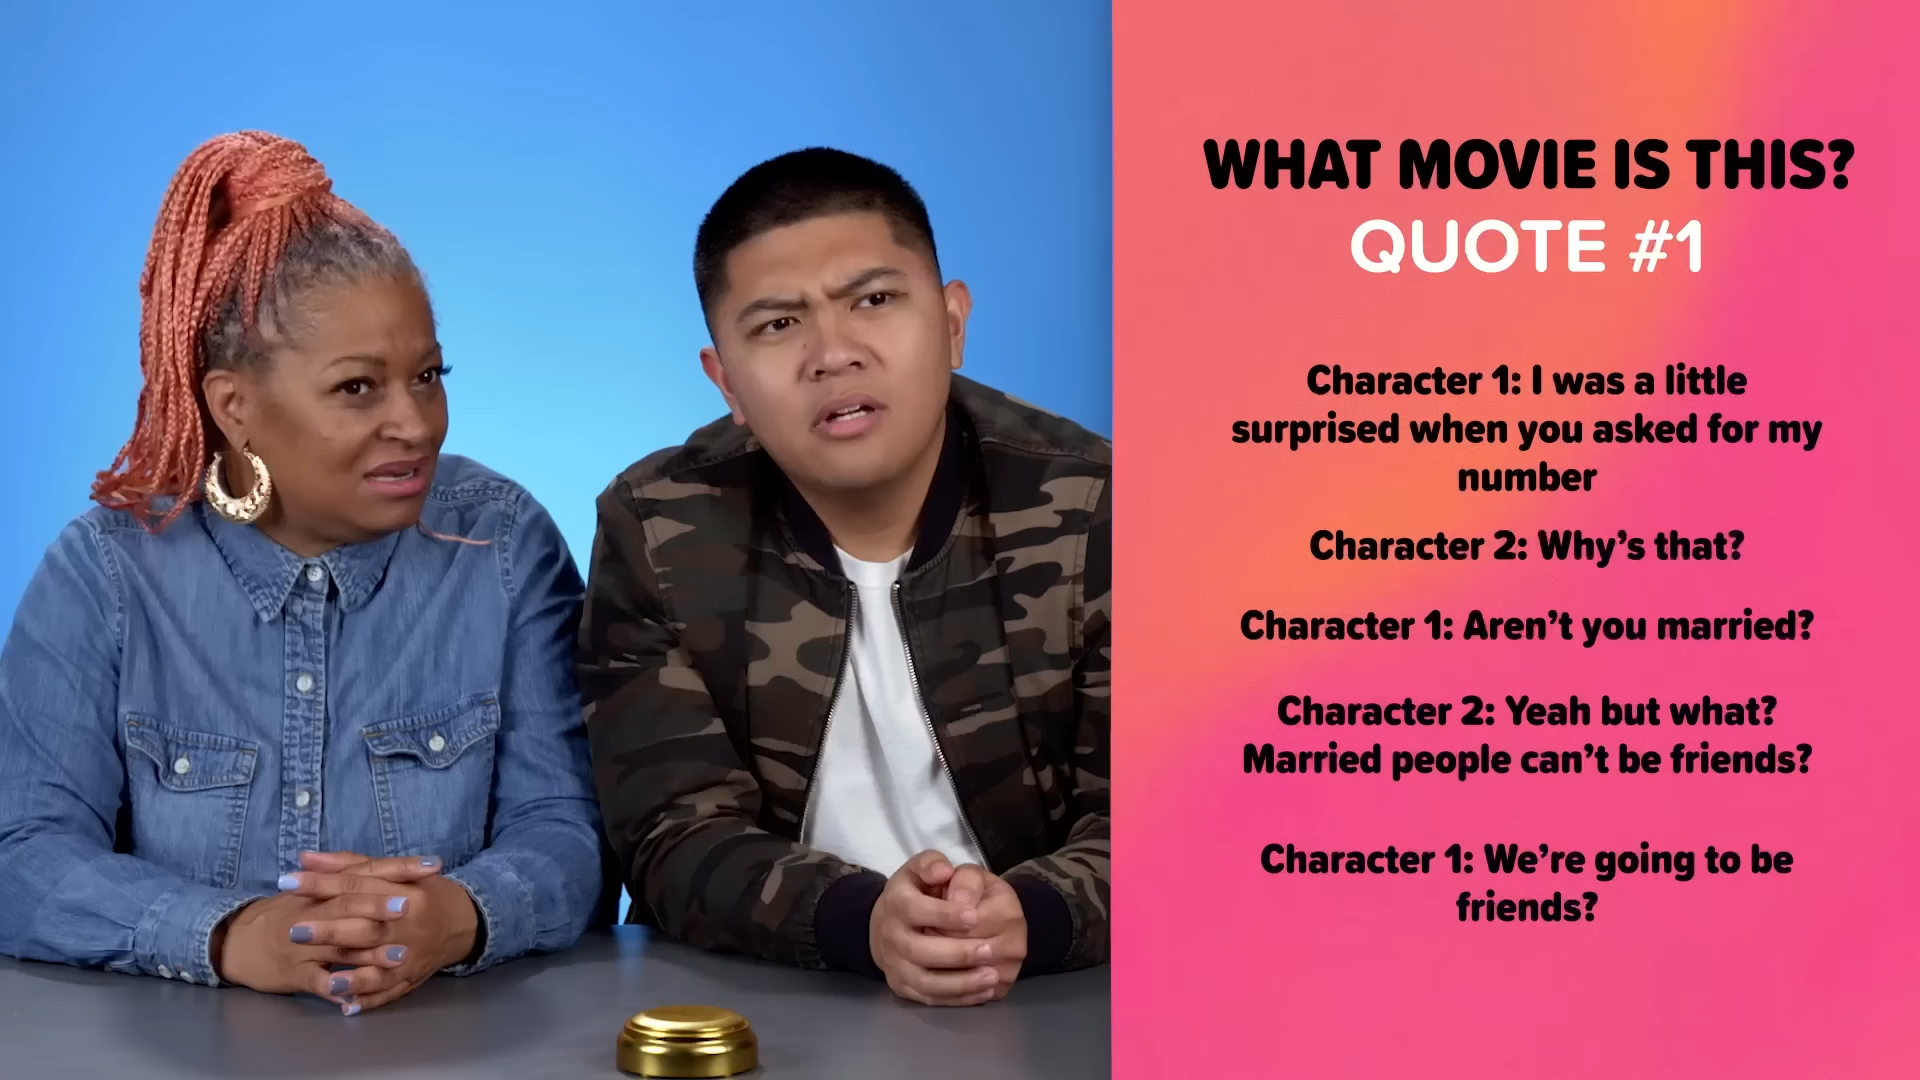 WHAT MOVIE IS THIS?
QUOTE #1
Character 1: I was a little
surprised when you asked for my
number
Character 2: Why's that?
Character 1: Aren't you married?
Character 2: Yeah but what?
Married people can't be friends?
Character 1: We're going to be
friends?